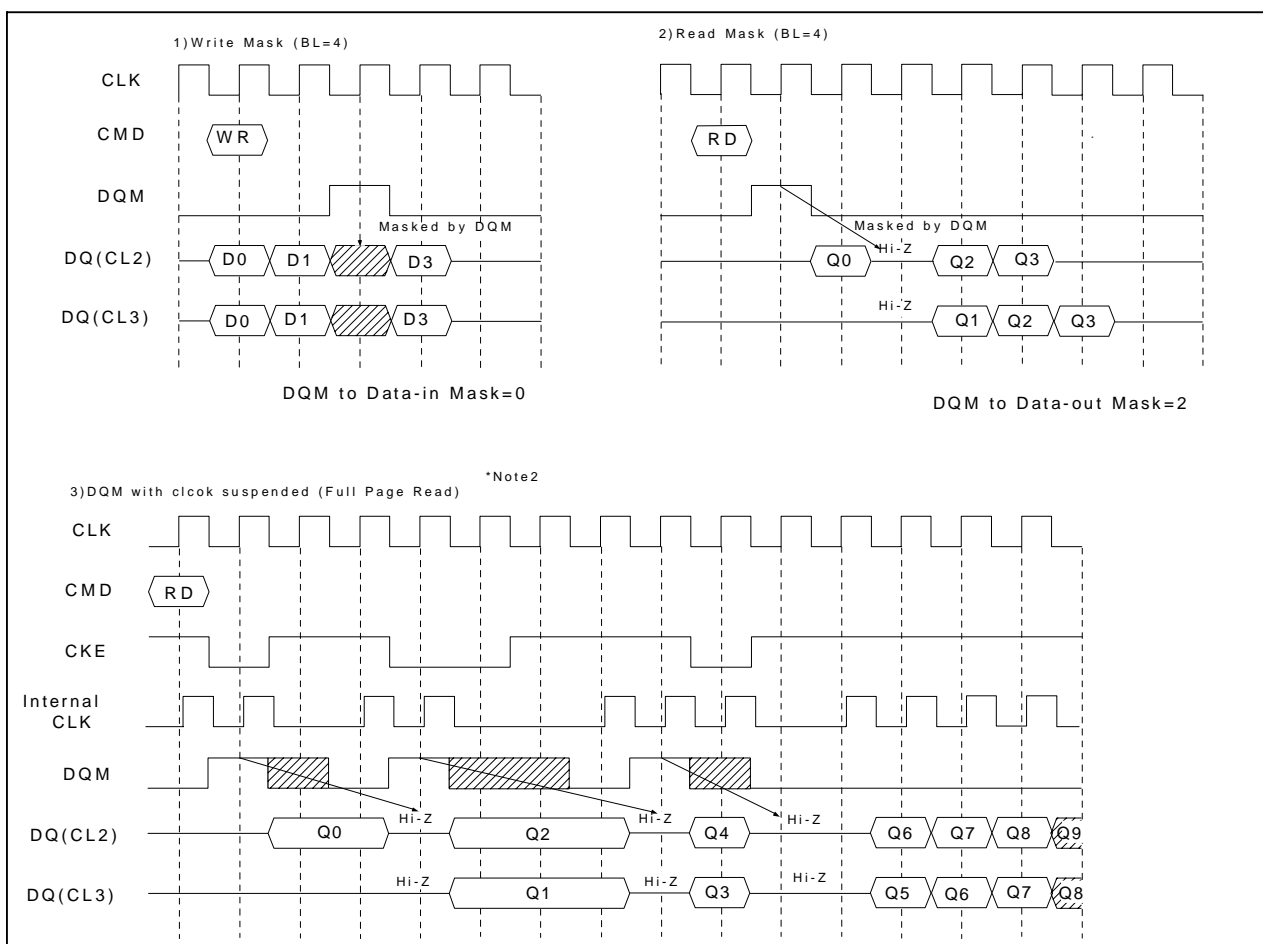 1)Write Mask (BL=4)
CLK
CMD
WR
DQM
Masked by DQM
DQ(CL2)
D0 D1 D3
DQ(CL3)
D0 D1 D3
DQM to Data-in Mask=0
2)Read Mask (BL=4)
RD
Masked by DQM
Hi-Z
Q0 Q2 Q3
Hi-Z
Q1 Q2 Q3
DQM to Data-out Mask=2
*Note2
3)DQM with clcok suspended (Full Page Read)
CLK
CMD
RD
CKE
Internal
CLK
DQM
Hi-Z Hi-Z Hi-Z
DQ(CL2)
Q0 Q2 Q4 Q6 Q7 Q8 Q9
Hi-Z Hi-Z Hi-Z
DQ(CL3)
Q1 Q3 Q5 Q6 Q7 Q8